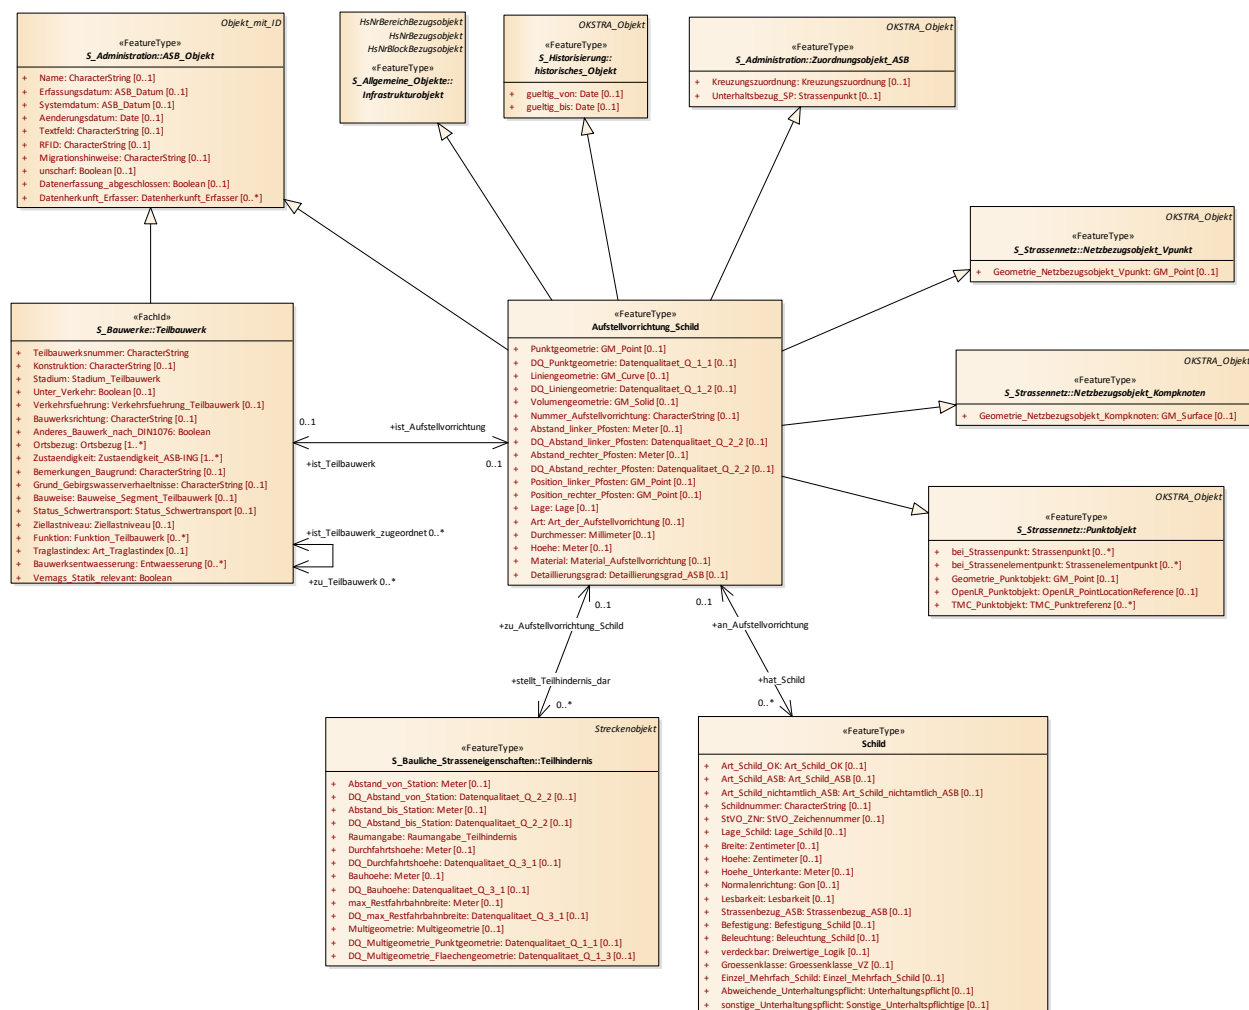 Objekt_mit_ID
«FeatureType»
S_Administration::ASB_Objekt
+ Name: CharacterString [0..1]
+ Erfassungsdatum: ASB_Datum [0..1]
+ Systemdatum: ASB_Datum [0..1]
+ Aenderungsdatum: Date [0..1]
+ Textfeld: CharacterString [0..1]
+ RFID: CharacterString [0..1]
+ Migrationshinweise: CharacterString [0..1]
+ unscharf: Boolean [0..1]
+ Datenerfassung_abgeschlossen: Boolean [0..1]
+ Datenherkunft_Erfasser: Datenherkunft_Erfasser [0..*]
HsNrBereichBezugsobjekt
HsNrBezugsobjekt
HsNrBlockBezugsobjekt
«FeatureType»
S_Allgemeine_Objekte::
Infrastrukturobjekt
OKSTRA_Objekt
«FeatureType»
S_Historisierung::
historisches_Objekt
+ gueltig_von: Date [0..1]
+ gueltig_bis: Date [0..1]
OKSTRA_Objekt
«FeatureType»
S_Administration::Zuordnungsobjekt_ASB
+ Kreuzungszuordnung: Kreuzungszuordnung [0..1]
+ Unterhaltsbezug_SP: Strassenpunkt [0..1]
OKSTRA_Objekt
«FeatureType»
S_Strassennetz::Netzbezugsobjekt_Vpunkt
+ Geometrie_Netzbezugsobjekt_Vpunkt: GM_Point [0..1]
«FachId»
S_Bauwerke::Teilbauwerk
+ Teilbauwerksnummer: CharacterString
+ Konstruktion: CharacterString [0..1]
+ Stadium: Stadium_Teilbauwerk
+ Unter_Verkehr: Boolean [0..1]
+ Verkehrsfuehrung: Verkehrsfuehrung_Teilbauwerk [0..1]
+ Bauwerksrichtung: CharacterString [0..1]
+ Anderes_Bauwerk_nach_DIN1076: Boolean
+ Ortsbezug: Ortsbezug [1..*]
+ Zustaendigkeit: Zustaendigkeit_ASB-ING [1..*]
+ Bemerkungen_Baugrund: CharacterString [0..1]
+ Grund_Gebirgswasserverhaeltnisse: CharacterString [0..1]
+ Bauweise: Bauweise_Segment_Teilbauwerk [0..1]
+ Status_Schwertransport: Status_Schwertransport [0..1]
+ Ziellastniveau: Ziellastniveau [0..1]
+ Funktion: Funktion_Teilbauwerk [0..*]
+ Traglastindex: Art_Traglastindex [0..1]
+ Bauwerksentwaesserung: Entwaesserung [0..*]
+ Vemags_Statik_relevant: Boolean
0..1
+ist_Aufstellvorrichtung
+ist_Teilbauwerk
0..1
+ist_Teilbauwerk_zugeordnet 0..*
+zu_Teilbauwerk 0..*
«FeatureType»
Aufstellvorrichtung_Schild
+ Punktgeometrie: GM_Point [0..1]
+ DQ_Punktgeometrie: Datenqualitaet_Q_1_1 [0..1]
+ Liniengeometrie: GM_Curve [0..1]
+ DQ_Liniengeometrie: Datenqualitaet_Q_1_2 [0..1]
+ Volumengeometrie: GM_Solid [0..1]
+ Nummer_Aufstellvorrichtung: CharacterString [0..1]
+ Abstand_linker_Pfosten: Meter [0..1]
+ DQ_Abstand_linker_Pfosten: Datenqualitaet_Q_2_2 [0..1]
+ Abstand_rechter_Pfosten: Meter [0..1]
+ DQ_Abstand_rechter_Pfosten: Datenqualitaet_Q_2_2 [0..1]
+ Position_linker_Pfosten: GM_Point [0..1]
+ Position_rechter_Pfosten: GM_Point [0..1]
+ Lage: Lage [0..1]
+ Art: Art_der_Aufstellvorrichtung [0..1]
+ Durchmesser: Millimeter [0..1]
+ Hoehe: Meter [0..1]
+ Material: Material_Aufstellvorrichtung [0..1]
+ Detaillierungsgrad: Detaillierungsgrad_ASB [0..1]
OKSTRA_Objekt
«FeatureType»
S_Strassennetz::Netzbezugsobjekt_Kompknoten
+ Geometrie_Netzbezugsobjekt_Kompknoten: GM_Surface [0..1]
OKSTRA_Objekt
«FeatureType»
S_Strassennetz::Punktobjekt
+ bei_Strassenpunkt: Strassenpunkt [0..*]
+ bei_Strassenelementpunkt: Strassenelementpunkt [0..*]
+ Geometrie_Punktobjekt: GM_Point [0..1]
+ OpenLR_Punktobjekt: OpenLR_PointLocationReference [0..1]
+ TMC_Punktobjekt: TMC_Punktreferenz [0..*]
0..1
+zu_Aufstellvorrichtung_Schild
+stellt_Teilhindernis_dar
0..*
0..1
+an_Aufstellvorrichtung
+hat_Schild
0..*
Streckenobjekt
«FeatureType»
S_Bauliche_Strasseneigenschaften::Teilhindernis
+ Abstand_von_Station: Meter [0..1]
+ DQ_Abstand_von_Station: Datenqualitaet_Q_2_2 [0..1]
+ Abstand_bis_Station: Meter [0..1]
+ DQ_Abstand_bis_Station: Datenqualitaet_Q_2_2 [0..1]
+ Raumangabe: Raumangabe_Teilhindernis
+ Durchfahrtshoehe: Meter [0..1]
+ DQ_Durchfahrtshoehe: Datenqualitaet_Q_3_1 [0..1]
+ Bauhoehe: Meter [0..1]
+ DQ_Bauhoehe: Datenqualitaet_Q_3_1 [0..1]
+ max_Restfahrbahnbreite: Meter [0..1]
+ DQ_max_Restfahrbahnbreite: Datenqualitaet_Q_3_1 [0..1]
+ Multigeometrie: Multigeometrie [0..1]
+ DQ_Multigeometrie_Punktgeometrie: Datenqualitaet_Q_1_1 [0..1]
+ DQ_Multigeometrie_Flaechengeometrie: Datenqualitaet_Q_1_3 [0..1]
«FeatureType»
Schild
+ Art_Schild_OK: Art_Schild_OK [0..1]
+ Art_Schild_ASB: Art_Schild_ASB [0..1]
+ Art_Schild_nichtamtlich_ASB: Art_Schild_nichtamtlich_ASB [0..1]
+ Schildnummer: CharacterString [0..1]
+ StVO_ZNr: StVO_Zeichennummer [0..1]
+ Lage_Schild: Lage_Schild [0..1]
+ Breite: Zentimeter [0..1]
+ Hoehe: Zentimeter [0..1]
+ Hoehe_Unterkante: Meter [0..1]
+ Normalenrichtung: Gon [0..1]
+ Lesbarkeit: Lesbarkeit [0..1]
+ Strassenbezug_ASB: Strassenbezug_ASB [0..1]
+ Befestigung: Befestigung_Schild [0..1]
+ Beleuchtung: Beleuchtung_Schild [0..1]
+ verdeckbar: Dreiwertige_Logik [0..1]
+ Groessenklasse: Groessenklasse_VZ [0..1]
+ Einzel_Mehrfach_Schild: Einzel_Mehrfach_Schild [0..1]
+ Abweichende_Unterhaltungspflicht: Unterhaltungspflicht [0..1]
+ sonstige_Unterhaltungspflicht: Sonstige_Unterhaltspflichtige [0..1]